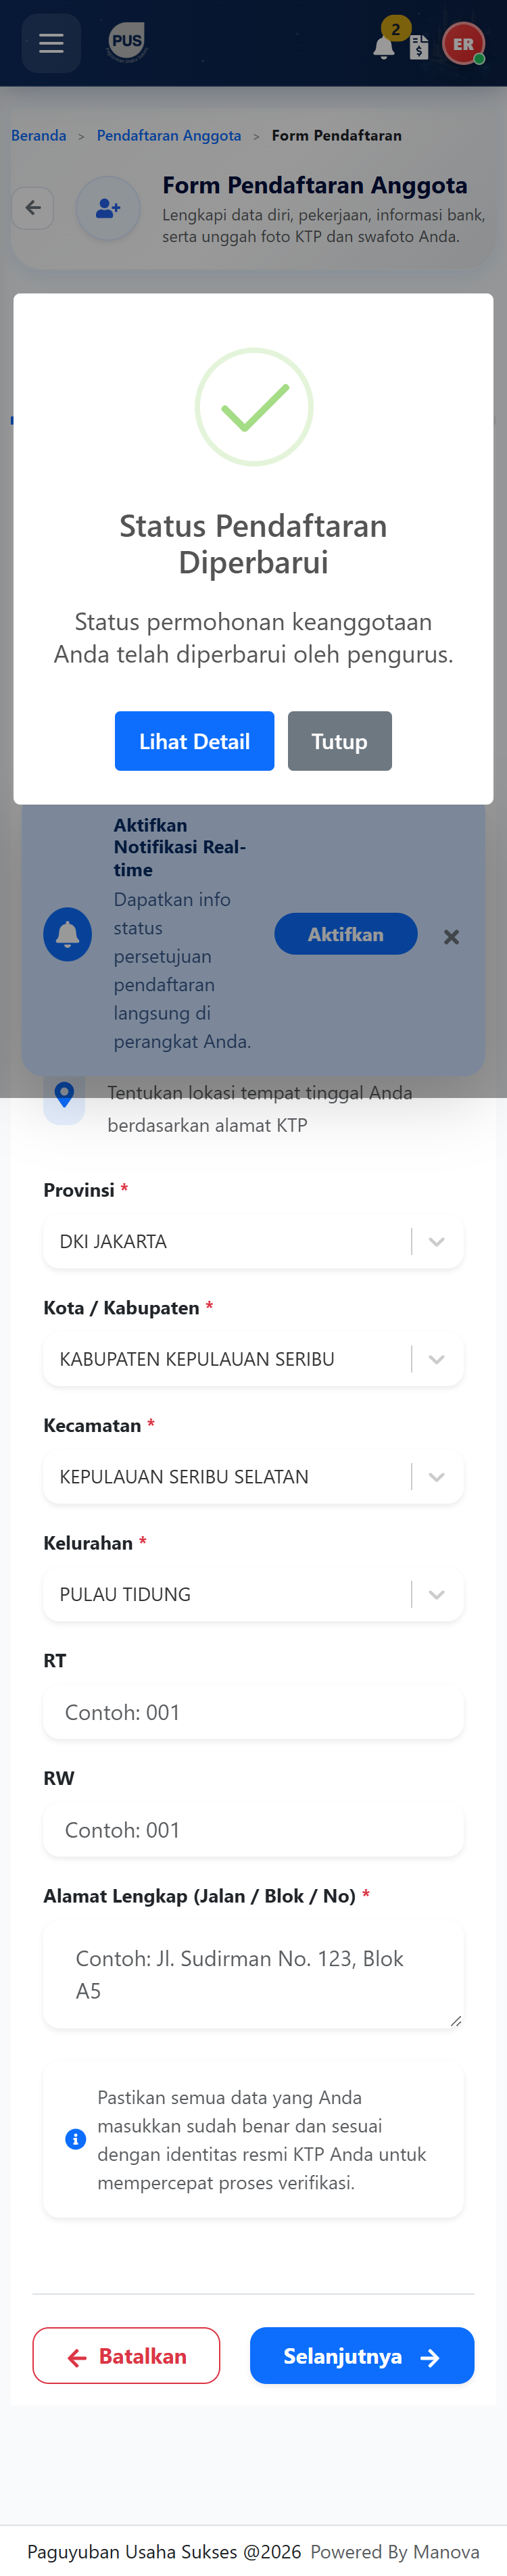 PUS
2
ER
Beranda > Pendaftaran Anggota > Form Pendaftaran
Form Pendaftaran Anggota
Lengkapi data diri, pekerjaan, informasi bank,
serta unggah foto KTP dan swafoto Anda.
Status Pendaftaran
Diperbarui
Status permohonan keanggotaan
Anda telah diperbarui oleh pengurus.
Lihat Detail
Tutup
Aktifkan
Notifikasi Real-
time
Dapatkan info
status
persetujuan
pendaftaran
langsung di
perangkat Anda.
Aktifkan
Tentukan lokasi tempat tinggal Anda
berdasarkan alamat KTP
Provinsi *
DKI JAKARTA
Kota / Kabupaten *
KABUPATEN KEPULAUAN SERIBU
Kecamatan *
KEPULAUAN SERIBU SELATAN
Kelurahan *
PULAU TIDUNG
RT
Contoh: 001
RW
Contoh: 001
Alamat Lengkap (Jalan / Blok / No) *
Contoh: Jl. Sudirman No. 123, Blok
A5
Pastikan semua data yang Anda
masukkan sudah benar dan sesuai
dengan identitas resmi KTP Anda untuk
mempercepat proses verifikasi.
Batalkan
Selanjutnya
Paguyuban Usaha Sukses @2026 Powered By Manova